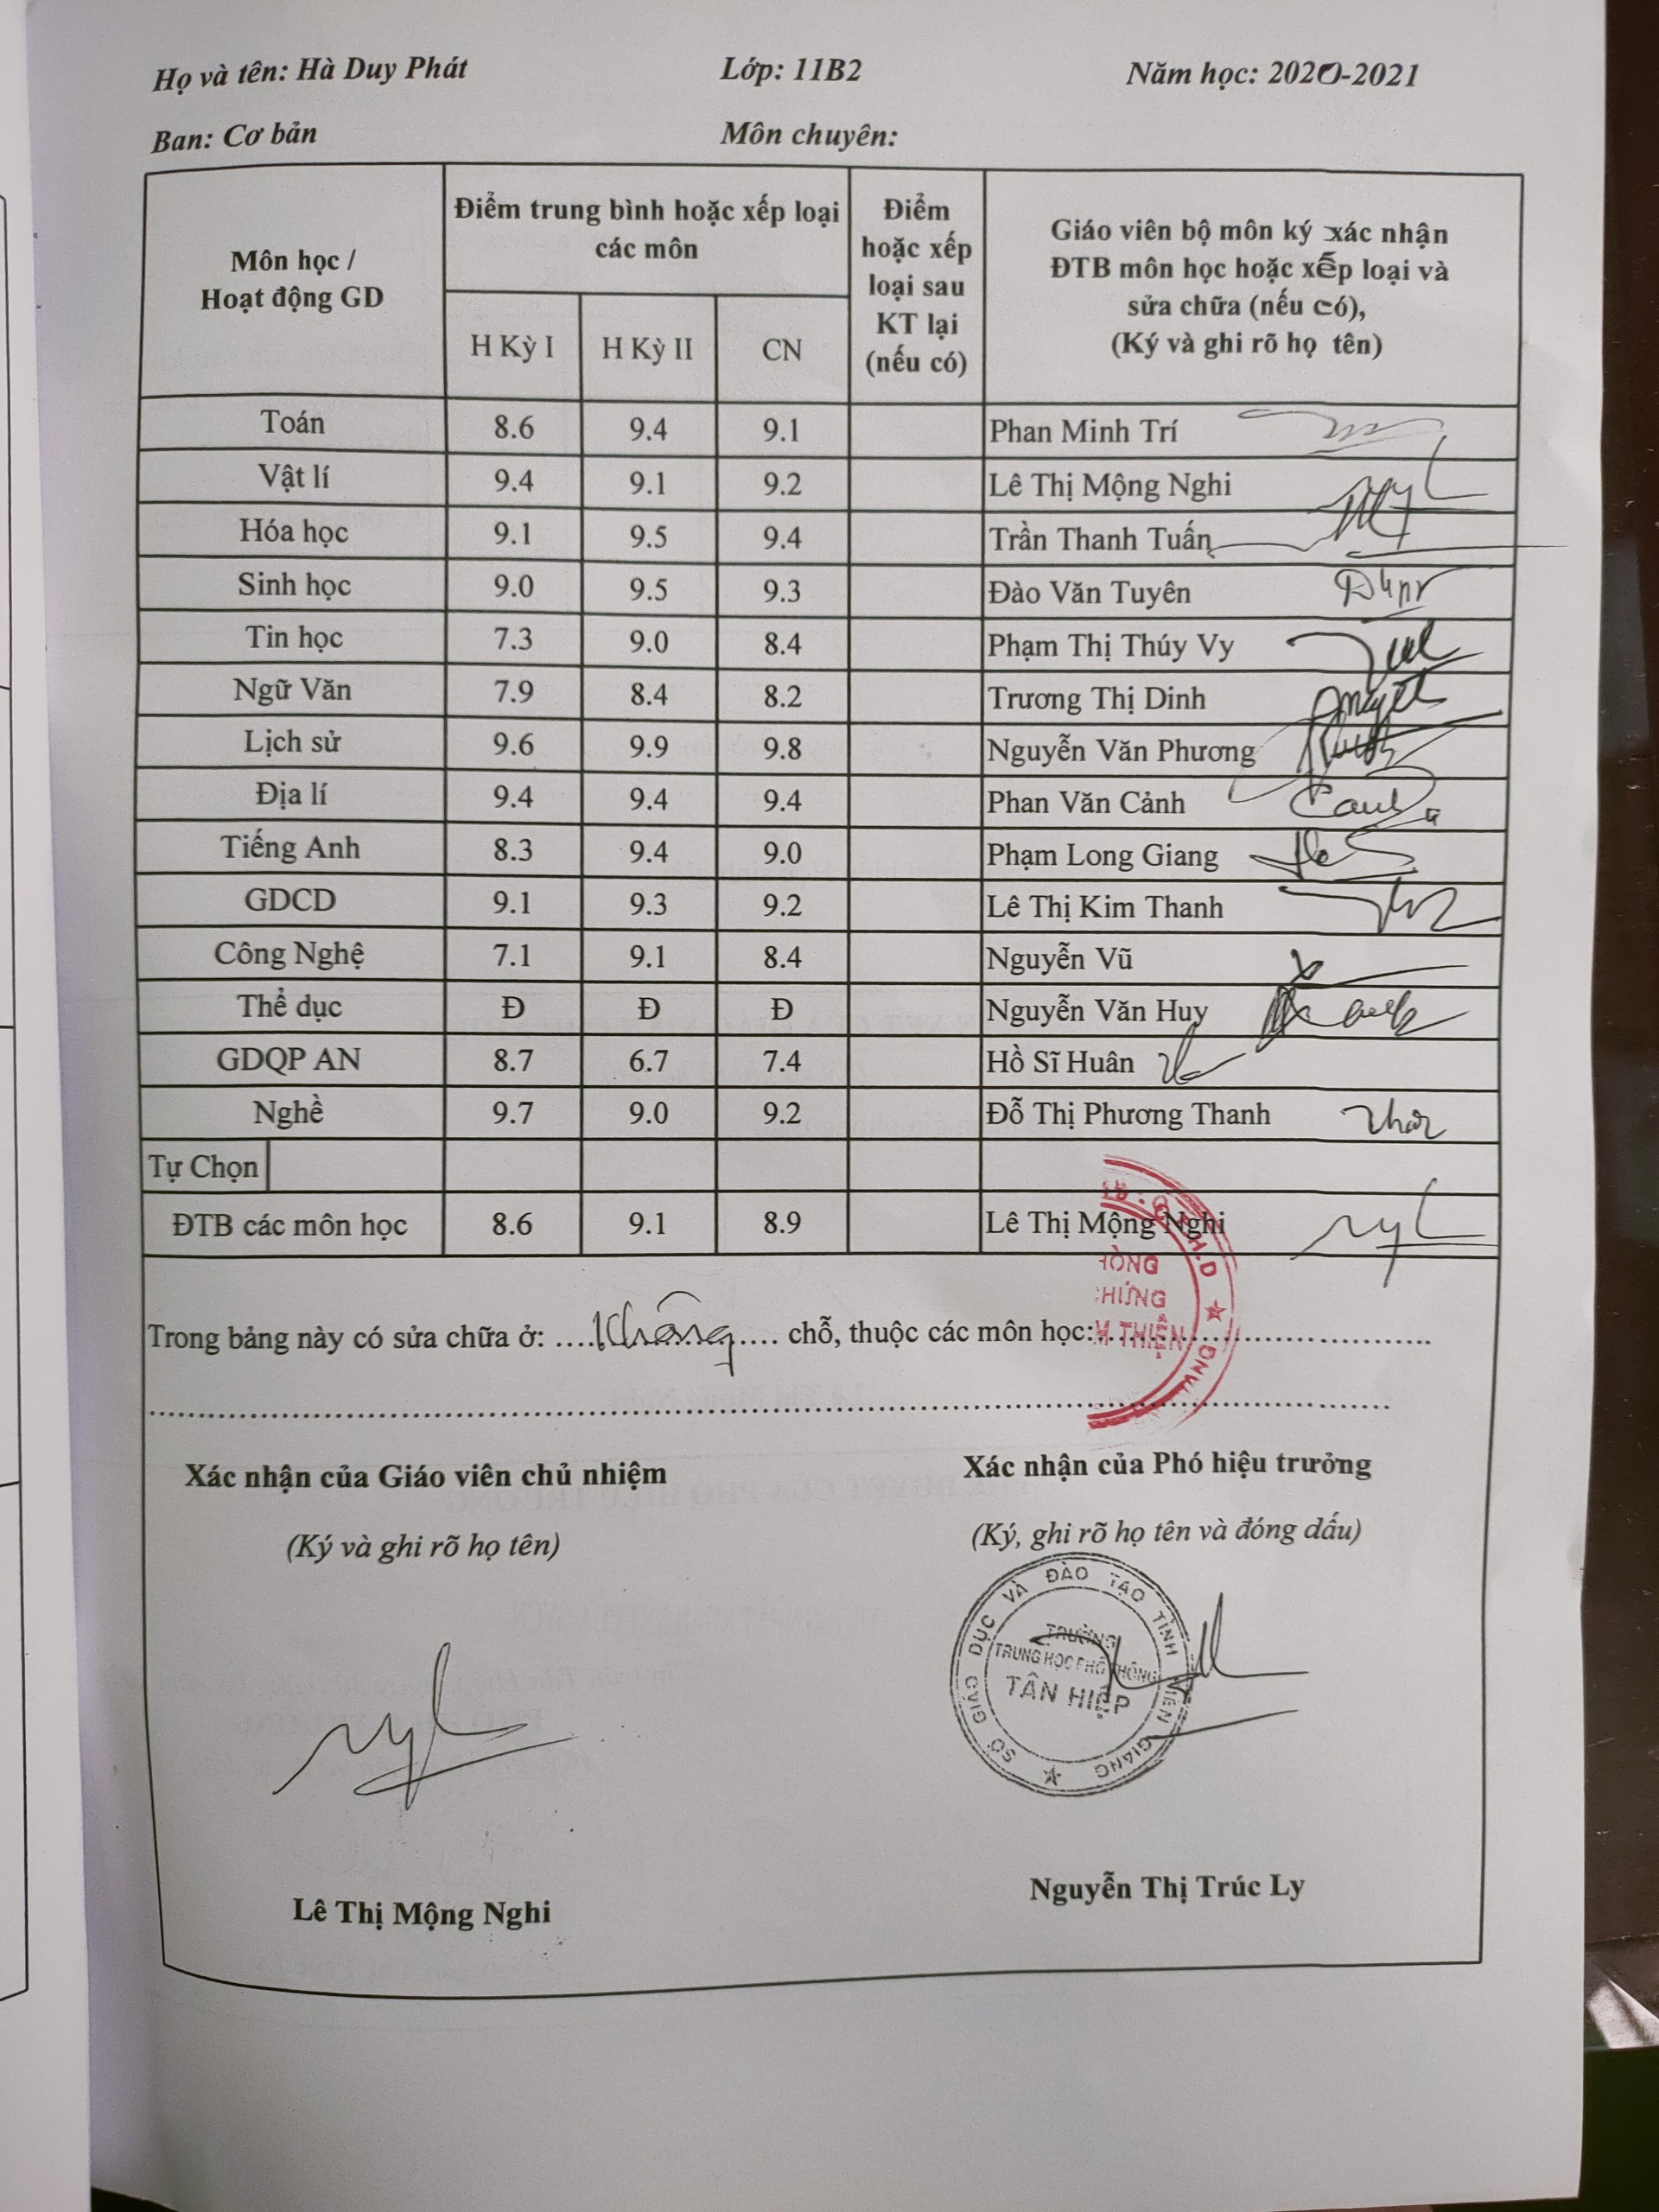 Họ và tên: Hà Duy Phát Lớp: 11B2 Năm học: 2020-2021
Ban: Cơ bản Môn chuyên:
Môn học /
Hoạt động GD
Điểm trung bình hoặc xếp loại
các môn
H Kỳ I H Kỳ II CN
Điểm
hoặc xếp
loại sau
KT lại
(nếu có)
Giáo viên bộ môn ký xác nhận
ĐTB môn học hoặc xếp loại và
sửa chữa (nếu có),
(Ký và ghi rõ họ tên)
Toán 8.6 9.4 9.1 Phan Minh Trí
Vật lí 9.4 9.1 9.2 Lê Thị Mộng Nghi
Hóa học 9.1 9.5 9.4 Trần Thanh Tuấn
Sinh học 9.0 9.5 9.3 Đào Văn Tuyên
Tin học 7.3 9.0 8.4 Phạm Thị Thúy Vy
Ngữ Văn 7.9 8.4 8.2 Trương Thị Dinh
Lịch sử 9.6 9.9 9.8 Nguyễn Văn Phương
Địa lí 9.4 9.4 9.4 Phan Văn Cảnh
Tiếng Anh 8.3 9.4 9.0 Phạm Long Giang
GDCD 9.1 9.3 9.2 Lê Thị Kim Thanh
Công Nghệ 7.1 9.1 8.4 Nguyễn Vũ
Thể dục Đ Đ Đ Nguyễn Văn Huy
GDQP AN 8.7 6.7 7.4 Hồ Sĩ Huân
Nghề 9.7 9.0 9.2 Đỗ Thị Phương Thanh
Tự Chọn
ĐTB các môn học 8.6 9.1 8.9 Lê Thị Mộng Nghi
Trong bảng này có sửa chữa ở: ....Không.... chỗ, thuộc các môn học:
Xác nhận của Giáo viên chủ nhiệm
(Ký và ghi rõ họ tên)
Lê Thị Mộng Nghi
Xác nhận của Phó hiệu trưởng
(Ký, ghi rõ họ tên và đóng dấu)
SỞ GIÁO DỤC VÀ ĐÀO TẠO TỈNH KIÊN GIANG
TRƯỜNG
TRUNG HỌC PHỔ THÔNG
TÂN HIỆP
Nguyễn Thị Trúc Ly